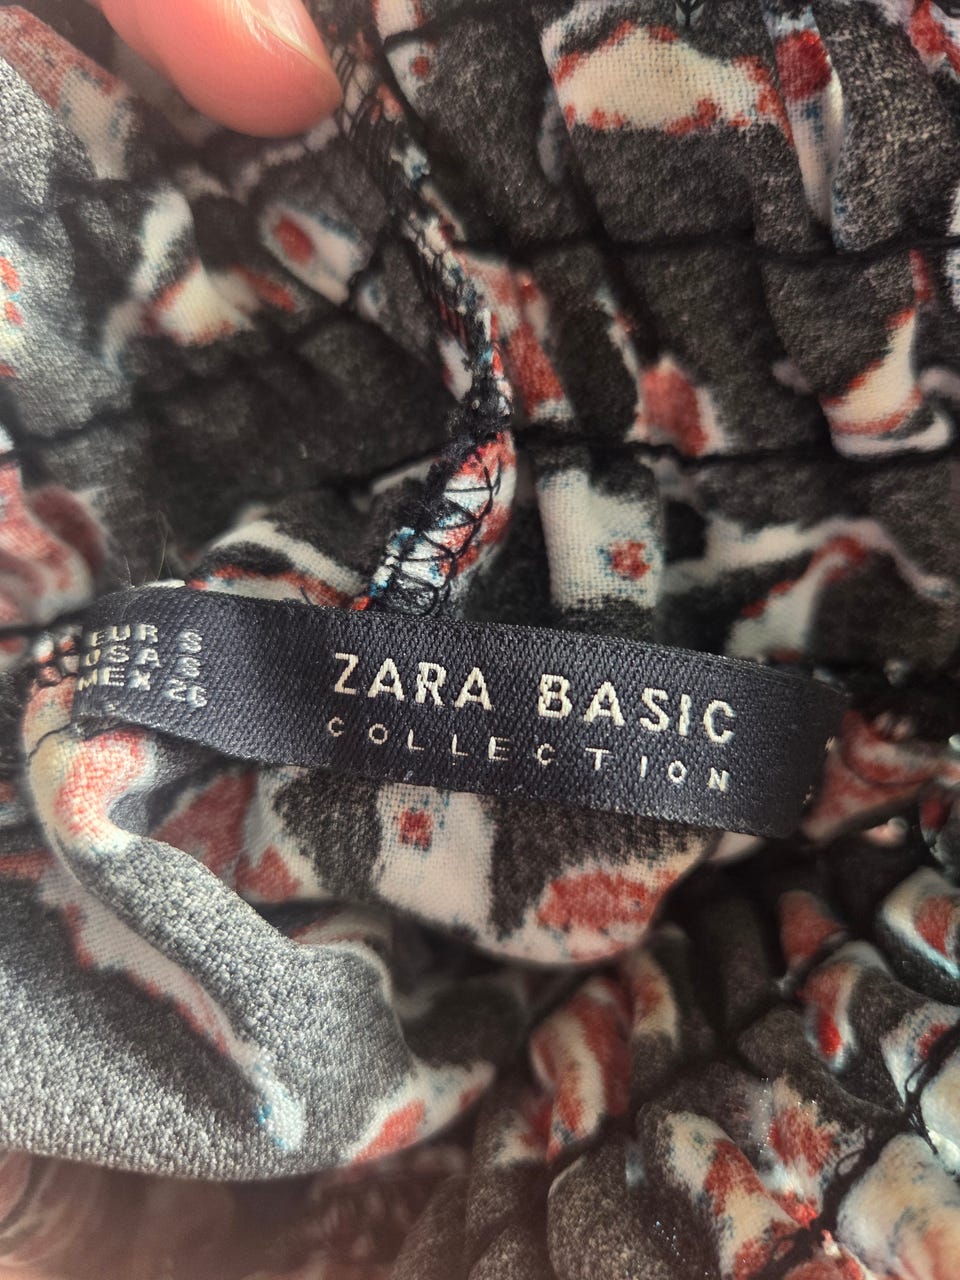 EUR S
USA S
MEX 26
ZARA BASIC
COLLECTION